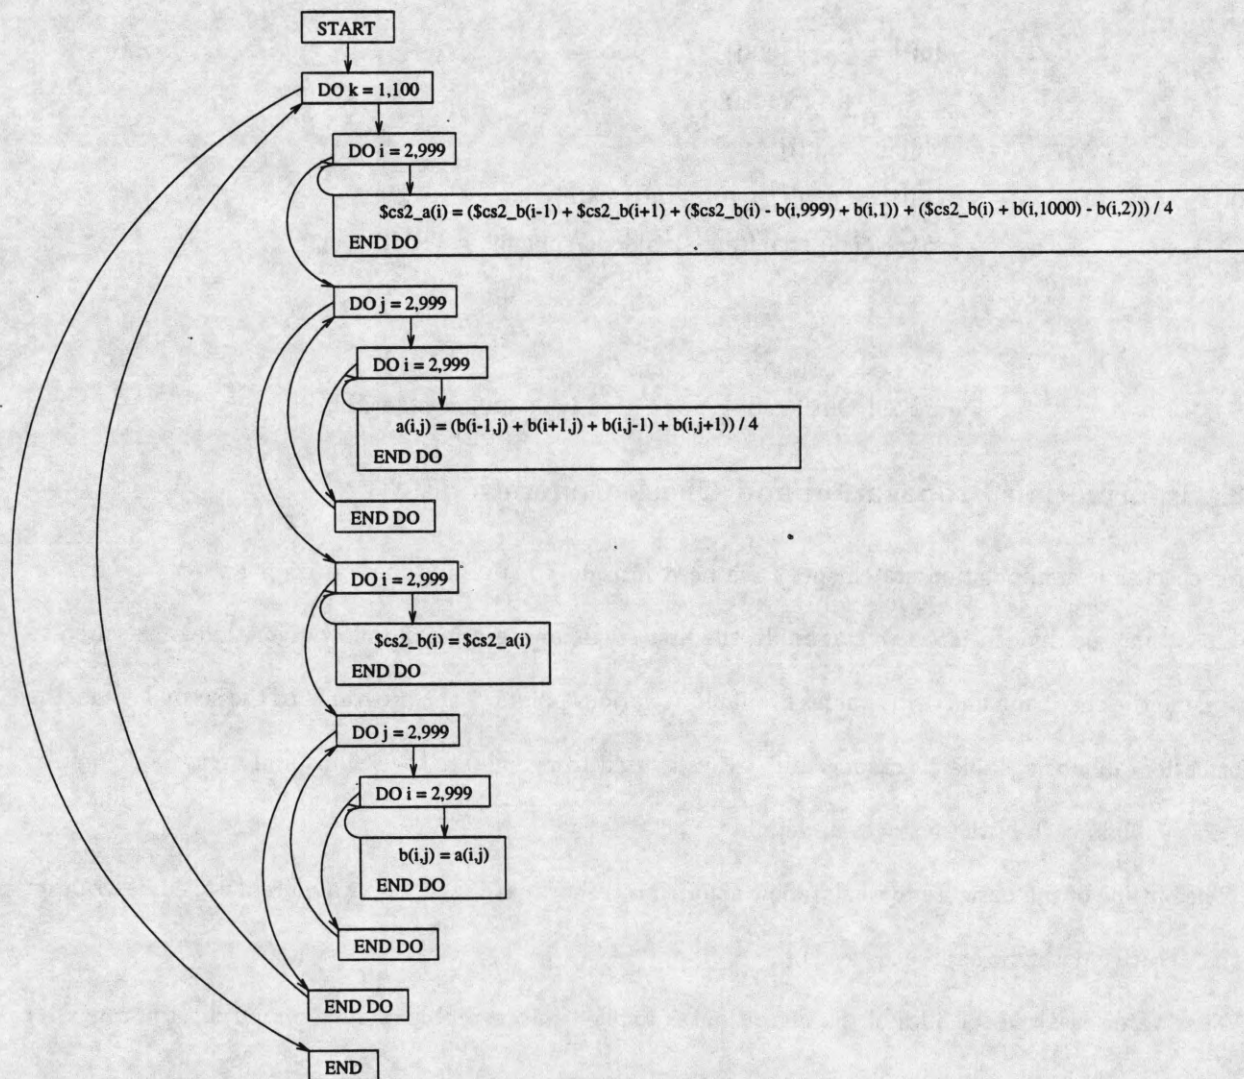 START
DO k = 1,100
DO i = 2,999
$cs2_a(i) = ($cs2_b(i-1) + $cs2_b(i+1) + ($cs2_b(i) - b(i,999) + b(i,1)) + ($cs2_b(i) + b(i,1000) - b(i,2))) / 4
END DO
DO j = 2,999
DO i = 2,999
a(i,j) = (b(i-1,j) + b(i+1,j) + b(i,j-1) + b(i,j+1)) / 4
END DO
END DO
DO i = 2,999
$cs2_b(i) = $cs2_a(i)
END DO
DO j = 2,999
DO i = 2,999
b(i,j) = a(i,j)
END DO
END DO
END DO
END